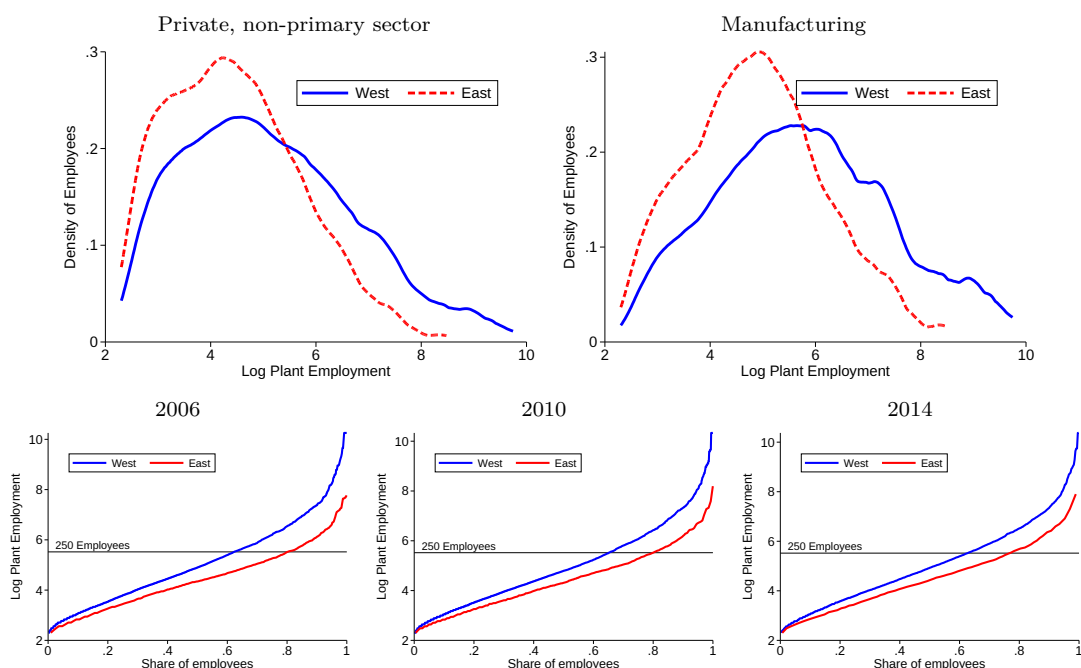 Private, non-primary sector
.3
.2
.1
0
Density of Employees
West East
2 4 6 8 10
Log Plant Employment
Manufacturing
.3
.2
.1
0
Density of Employees
West East
2 4 6 8 10
Log Plant Employment
2006
10
8
6
4
2
Log Plant Employment
West East
250 Employees
0 .2 .4 .6 .8 1
Share of employees
2010
10
8
6
4
2
Log Plant Employment
West East
250 Employees
0 .2 .4 .6 .8 1
Share of employees
2014
10
8
6
4
2
Log Plant Employment
West East
250 Employees
0 .2 .4 .6 .8 1
Share of employees